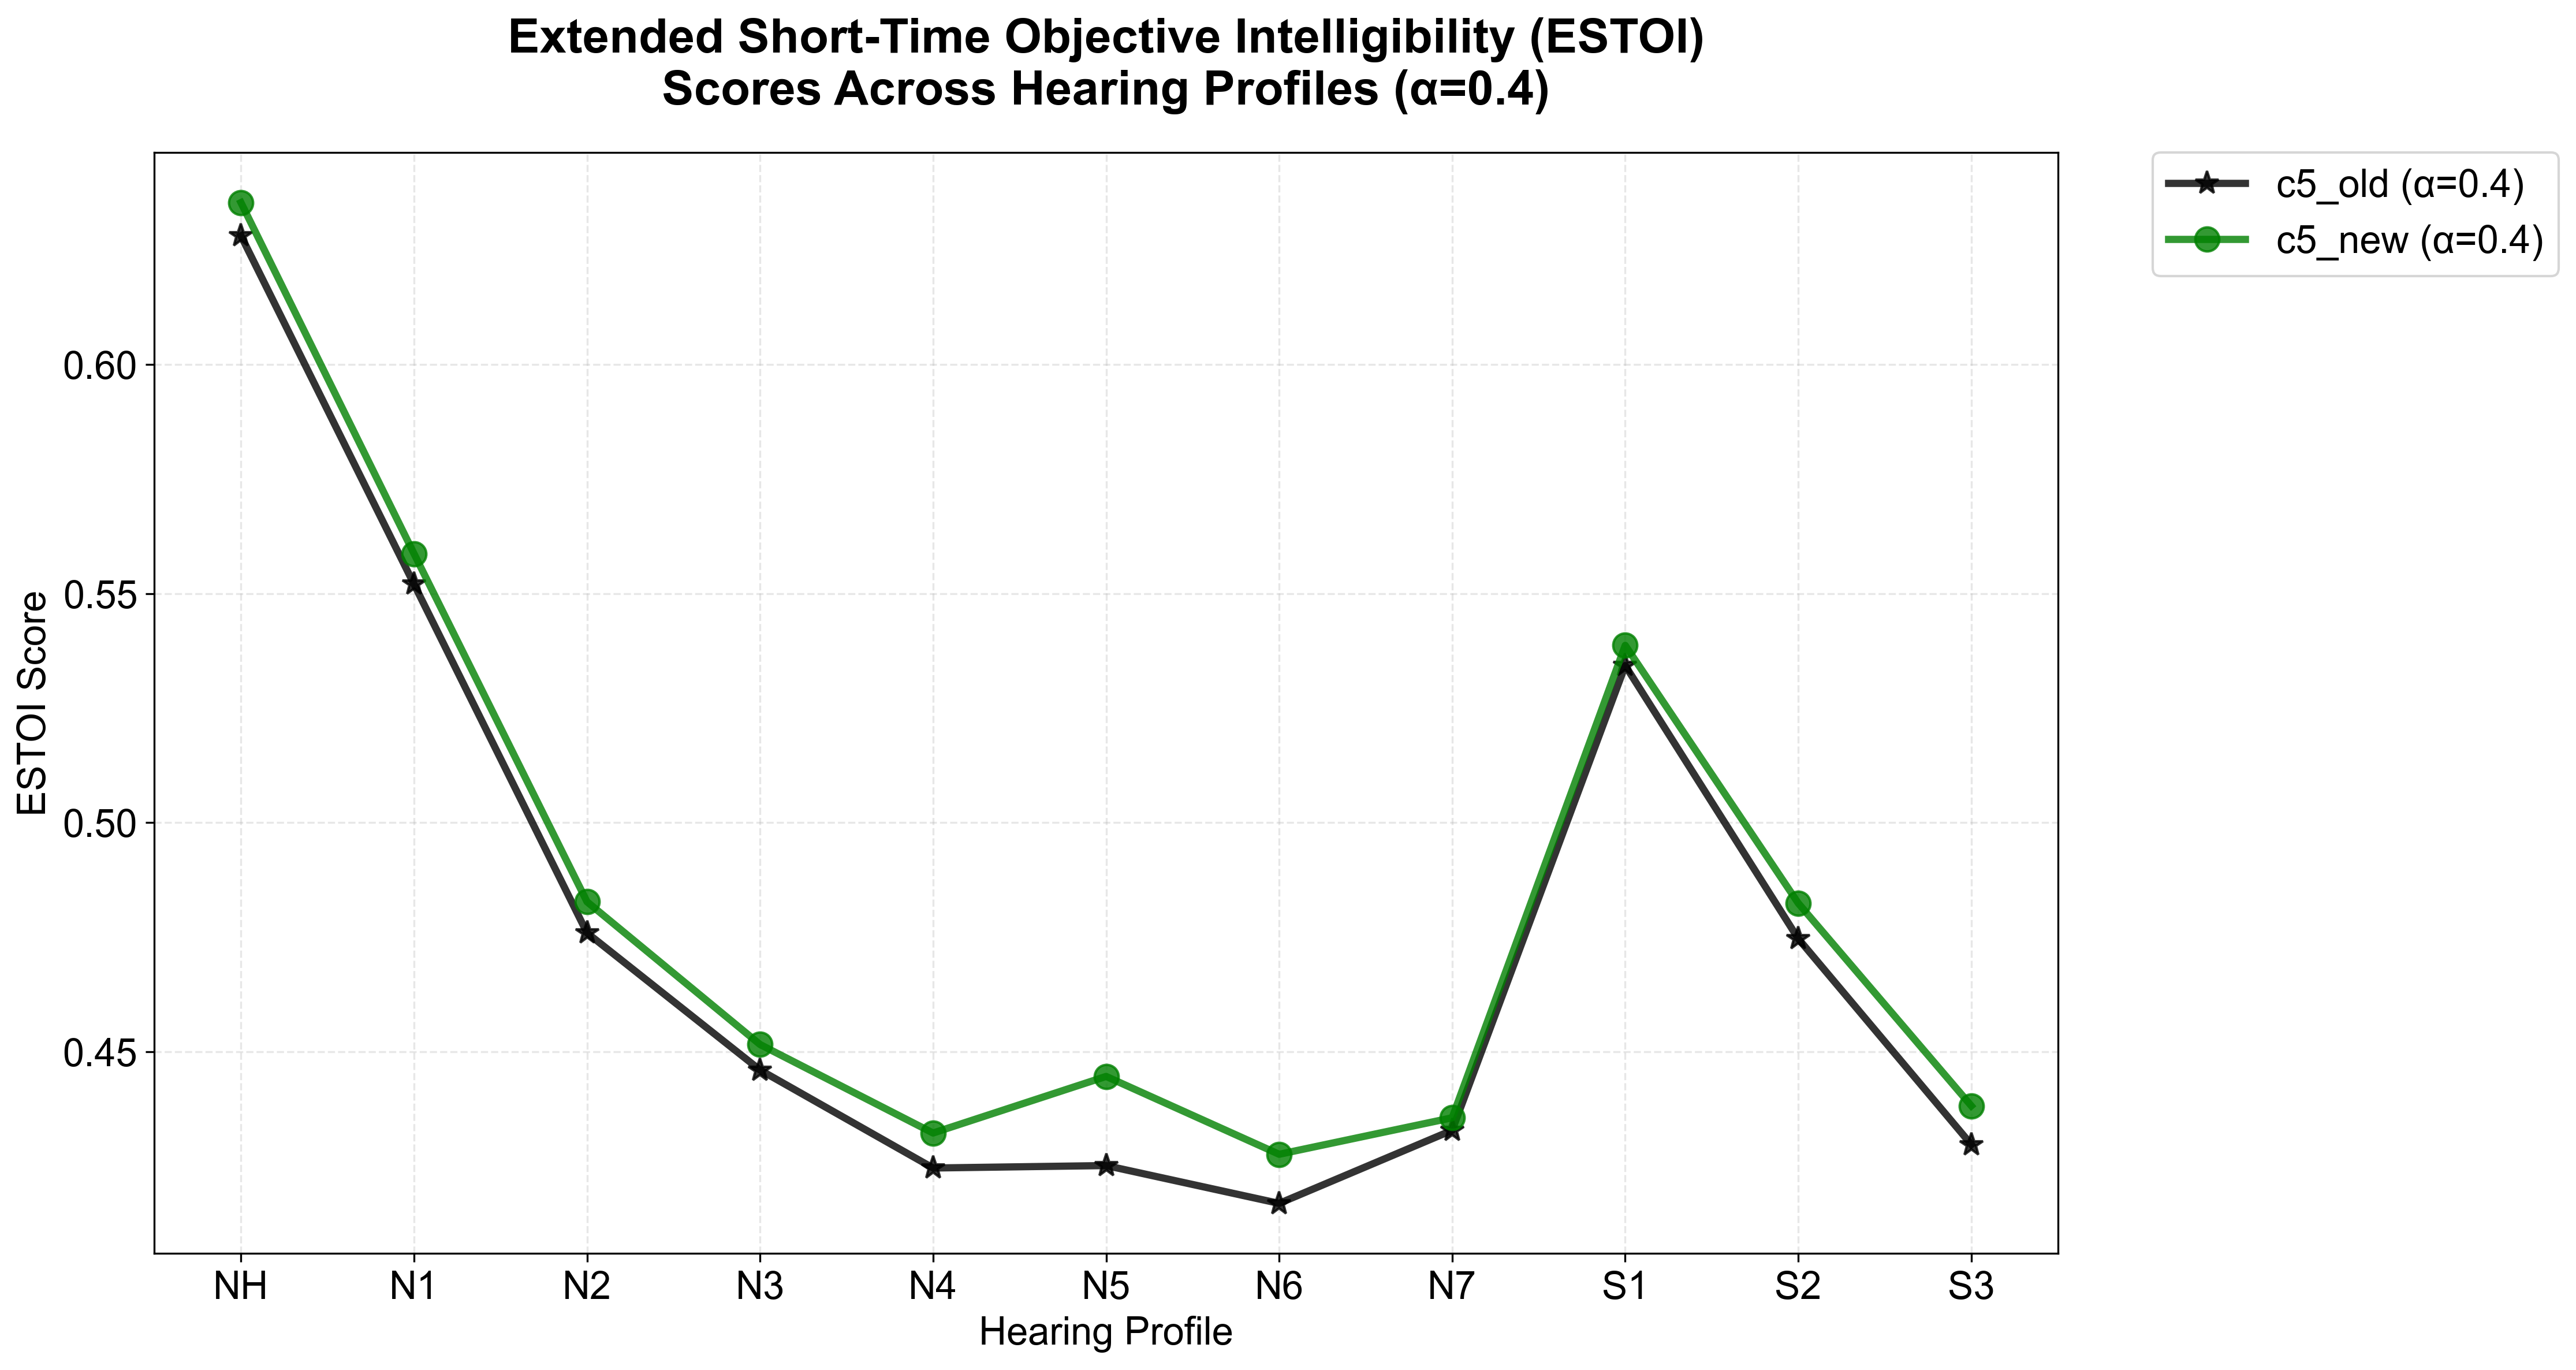 Extended Short-Time Objective Intelligibility (ESTOI)
Scores Across Hearing Profiles (α=0.4)
c5_old (α=0.4)
c5_new (α=0.4)
ESTOI Score
0.60
0.55
0.50
0.45
NH N1 N2 N3 N4 N5 N6 N7 S1 S2 S3
Hearing Profile